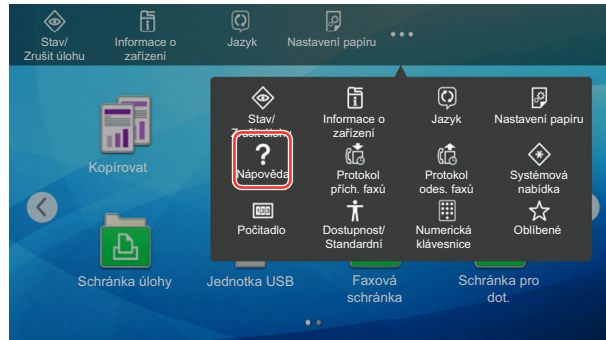 Stav/
Zrušit úlohu
Informace o
zařízení
Jazyk
Nastavení papíru
Stav/
Zrušit úlohu
Informace o
zařízení
Jazyk
Nastavení papíru
Nápověda
Protokol
přích. faxů
Protokol
odes. faxů
Systémová
nabídka
Počitadlo
Dostupnost/
Standardní
Numerická
klávesnice
Oblíbené
Kopírovat
Schránka úlohy
Jednotka USB
Faxová
schránka
Schránka pro
dot.